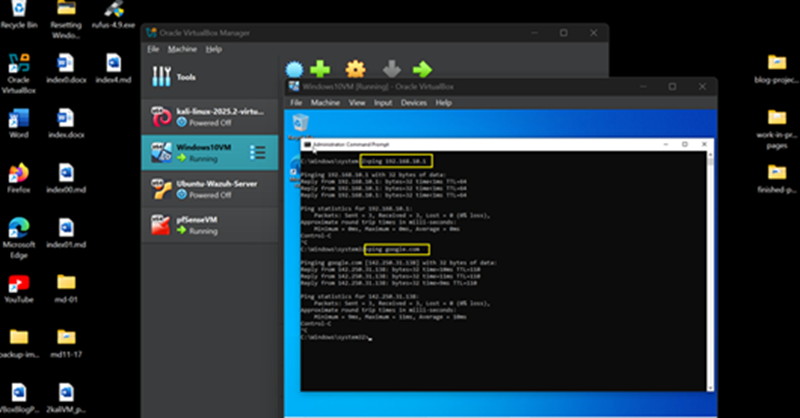 Recycle Bin
Resetting Windo...
rufus-4.9.exe
Oracle VirtualBox
index0.docx
index4.md
Word
index.docx
Firefox
index00.md
Microsoft Edge
index01.md
YouTube
md-01
backup-im...
md11-17
VBoxBlogP...
2kaliVM_p...
Oracle VirtualBox Manager
File Machine Help
Tools
kali-linux-2025.2-virtu...
Powered Off
Windows10VM
Running
Ubuntu-Wazuh-Server
Powered Off
pfSenseVM
Running
Windows10VM [Running] - Oracle VirtualBox
File Machine View Input Devices Help
Recycle Bin
Administrator: Command Prompt
C:\Windows\system32>ping 192.168.50.1
Pinging 192.168.50.1 with 32 bytes of data:
Reply from 192.168.50.1: bytes=32 time<1ms TTL=64
Reply from 192.168.50.1: bytes=32 time<1ms TTL=64
Reply from 192.168.50.1: bytes=32 time<1ms TTL=64
Ping statistics for 192.168.50.1:
Packets: Sent = 3, Received = 3, Lost = 0 (0% loss),
Approximate round trip times in milli-seconds:
Minimum = 0ms, Maximum = 0ms, Average = 0ms
Control-C
^C
C:\Windows\system32>ping google.com
Pinging google.com [142.250.31.138] with 32 bytes of data:
Reply from 142.250.31.138: bytes=32 time=10ms TTL=110
Reply from 142.250.31.138: bytes=32 time=11ms TTL=110
Reply from 142.250.31.138: bytes=32 time=9ms TTL=110
Ping statistics for 142.250.31.138:
Packets: Sent = 3, Received = 3, Lost = 0 (0% loss),
Approximate round trip times in milli-seconds:
Minimum = 9ms, Maximum = 11ms, Average = 10ms
Control-C
^C
C:\Windows\system32>
blog-projec...
work-in-pr...
pages
finished-p...